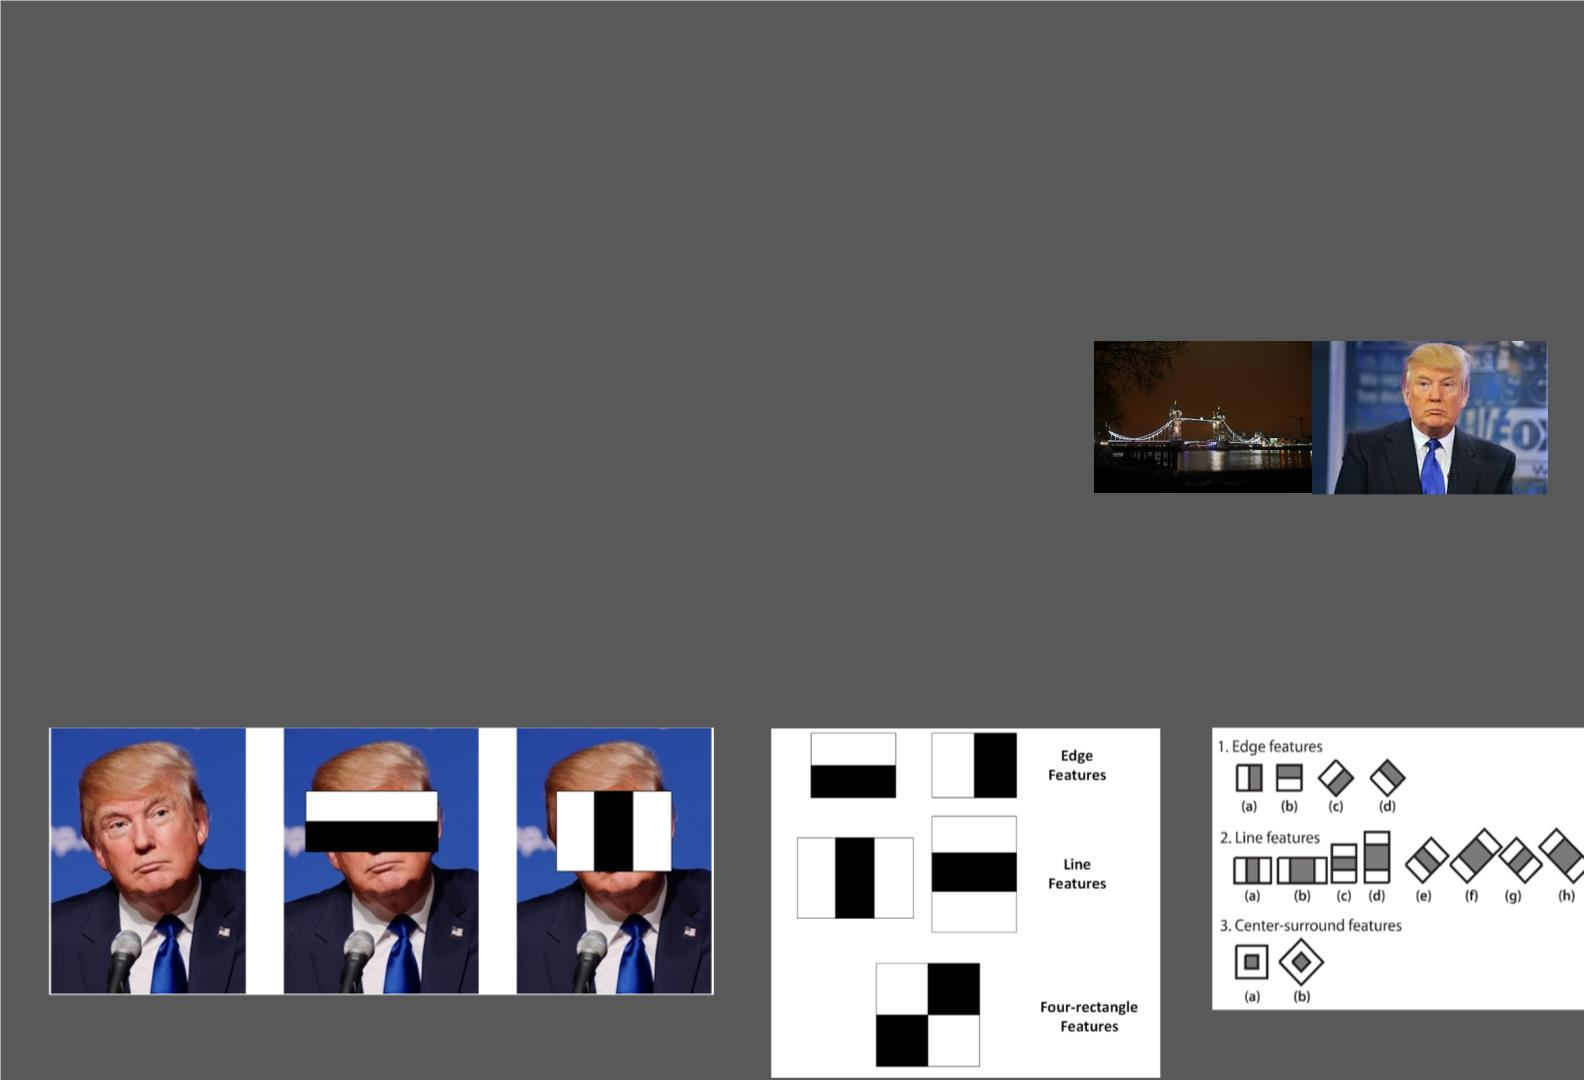 FOX
Edge
Features
Line
Features
Four-rectangle
Features
1. Edge features
(a) (b) (c) (d)
2. Line features
(a) (b) (c) (d) (e) (f) (g) (h)
3. Center-surround features
(a) (b)